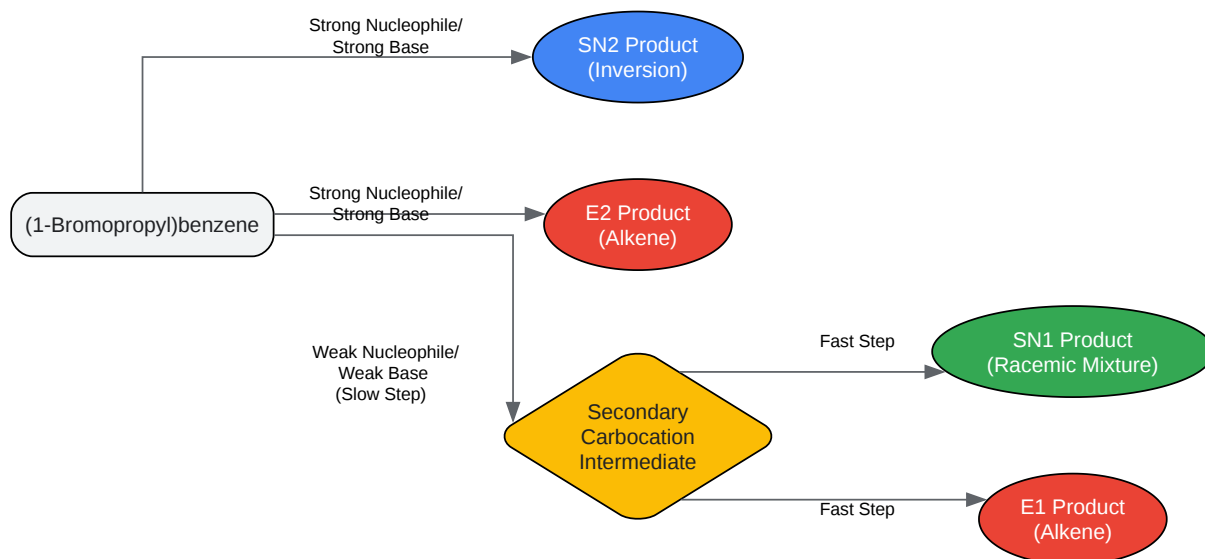 Strong Nucleophile/
Strong Base
SN2 Product
(Inversion)
(1-Bromopropyl)benzene
Strong Nucleophile/
Strong Base
E2 Product
(Alkene)
Weak Nucleophile/
Weak Base
(Slow Step)
Secondary
Carbocation
Intermediate
Fast Step
SN1 Product
(Racemic Mixture)
Fast Step
E1 Product
(Alkene)